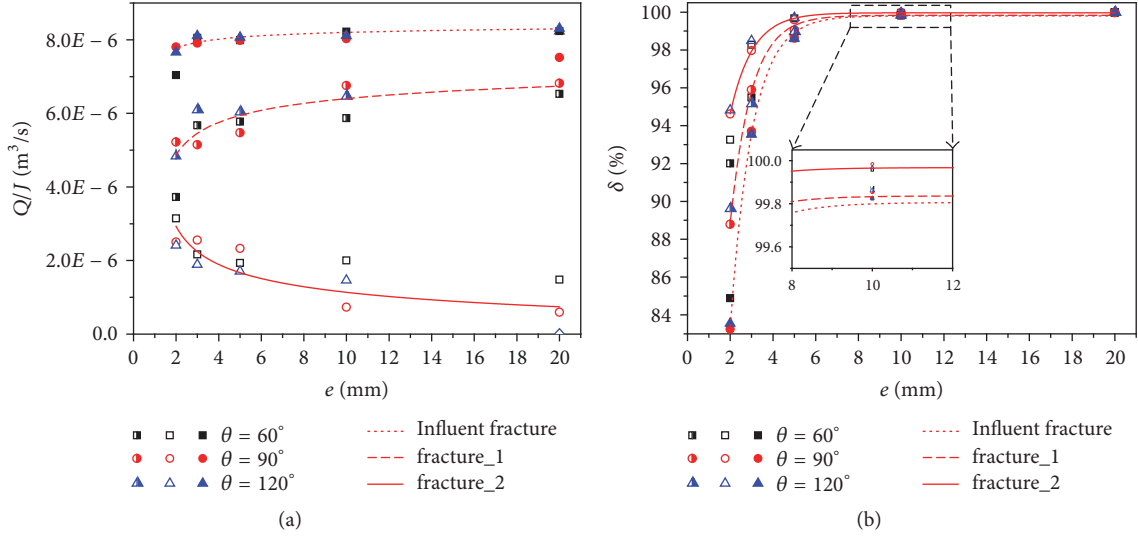 8.0E − 6
6.0E − 6
4.0E − 6
2.0E − 6
0.0
Q/J (m³/s)
0 2 4 6 8 10 12 14 16 18 20
e (mm)
θ = 60°
θ = 90°
θ = 120°
Influent fracture
fracture_1
fracture_2
(a)
100
98
96
94
92
90
88
86
84
83
δ (%)
100.0
99.8
99.6
8 12
0 2 4 6 8 10 12 14 16 18 20
e (mm)
θ = 60°
θ = 90°
θ = 120°
Influent fracture
fracture_1
fracture_2
(b)